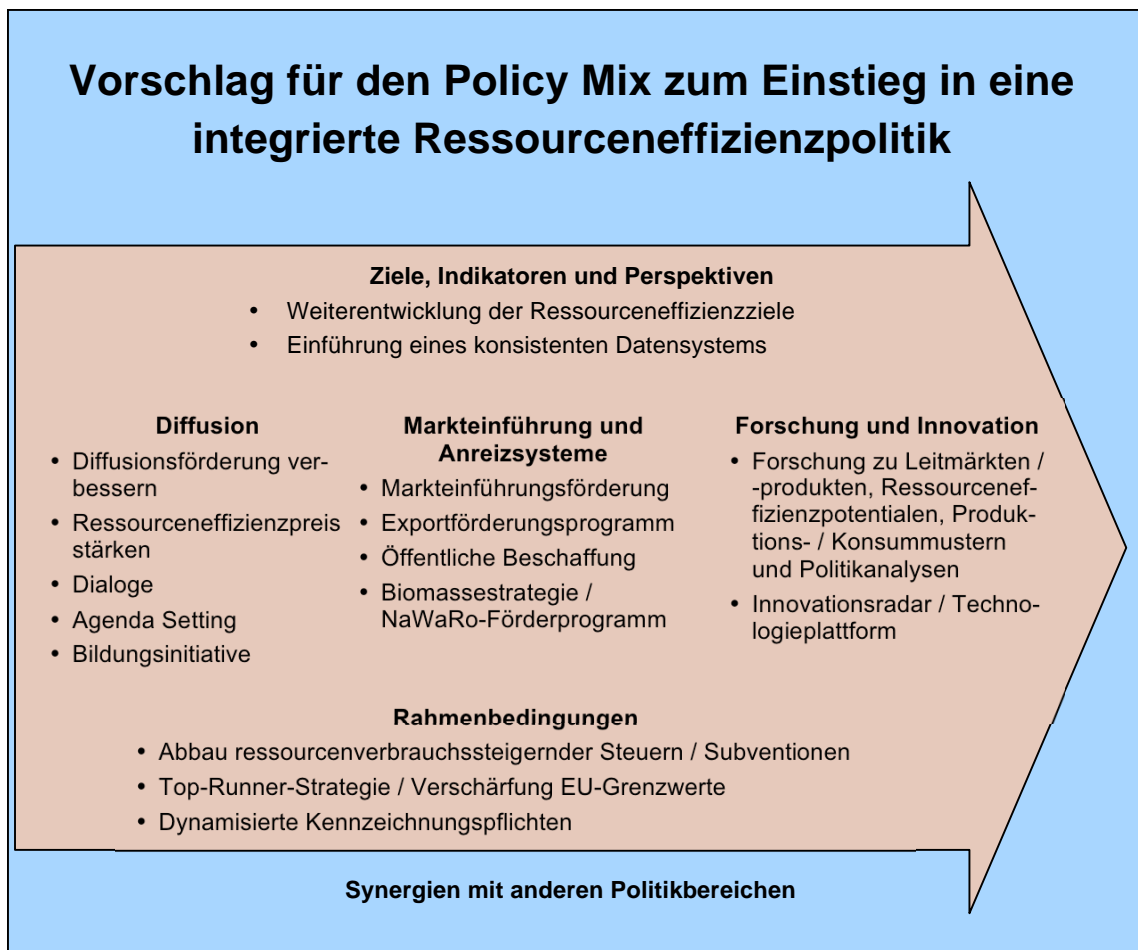 Vorschlag für den Policy Mix zum Einstieg in eine
integrierte Ressourceneffizienzpolitik
Ziele, Indikatoren und Perspektiven
• Weiterentwicklung der Ressourceneffizienzziele
• Einführung eines konsistenten Datensystems
Diffusion
• Diffusionsförderung ver-
bessern
• Ressourceneffizienzpreis
stärken
• Dialoge
• Agenda Setting
• Bildungsinitiative
Markteinführung und
Anreizsysteme
• Markteinführungsförderung
• Exportförderungsprogramm
• Öffentliche Beschaffung
• Biomassestrategie /
NaWaRo-Förderprogramm
Forschung und Innovation
• Forschung zu Leitmärkten /
-produkten, Ressourcenef-
fizienzpotentialen, Produk-
tions- / Konsummustern
und Politikanalysen
• Innovationsradar / Techno-
logieplattform
Rahmenbedingungen
• Abbau ressourcenverbrauchssteigernder Steuern / Subventionen
• Top-Runner-Strategie / Verschärfung EU-Grenzwerte
• Dynamisierte Kennzeichnungspflichten
Synergien mit anderen Politikbereichen